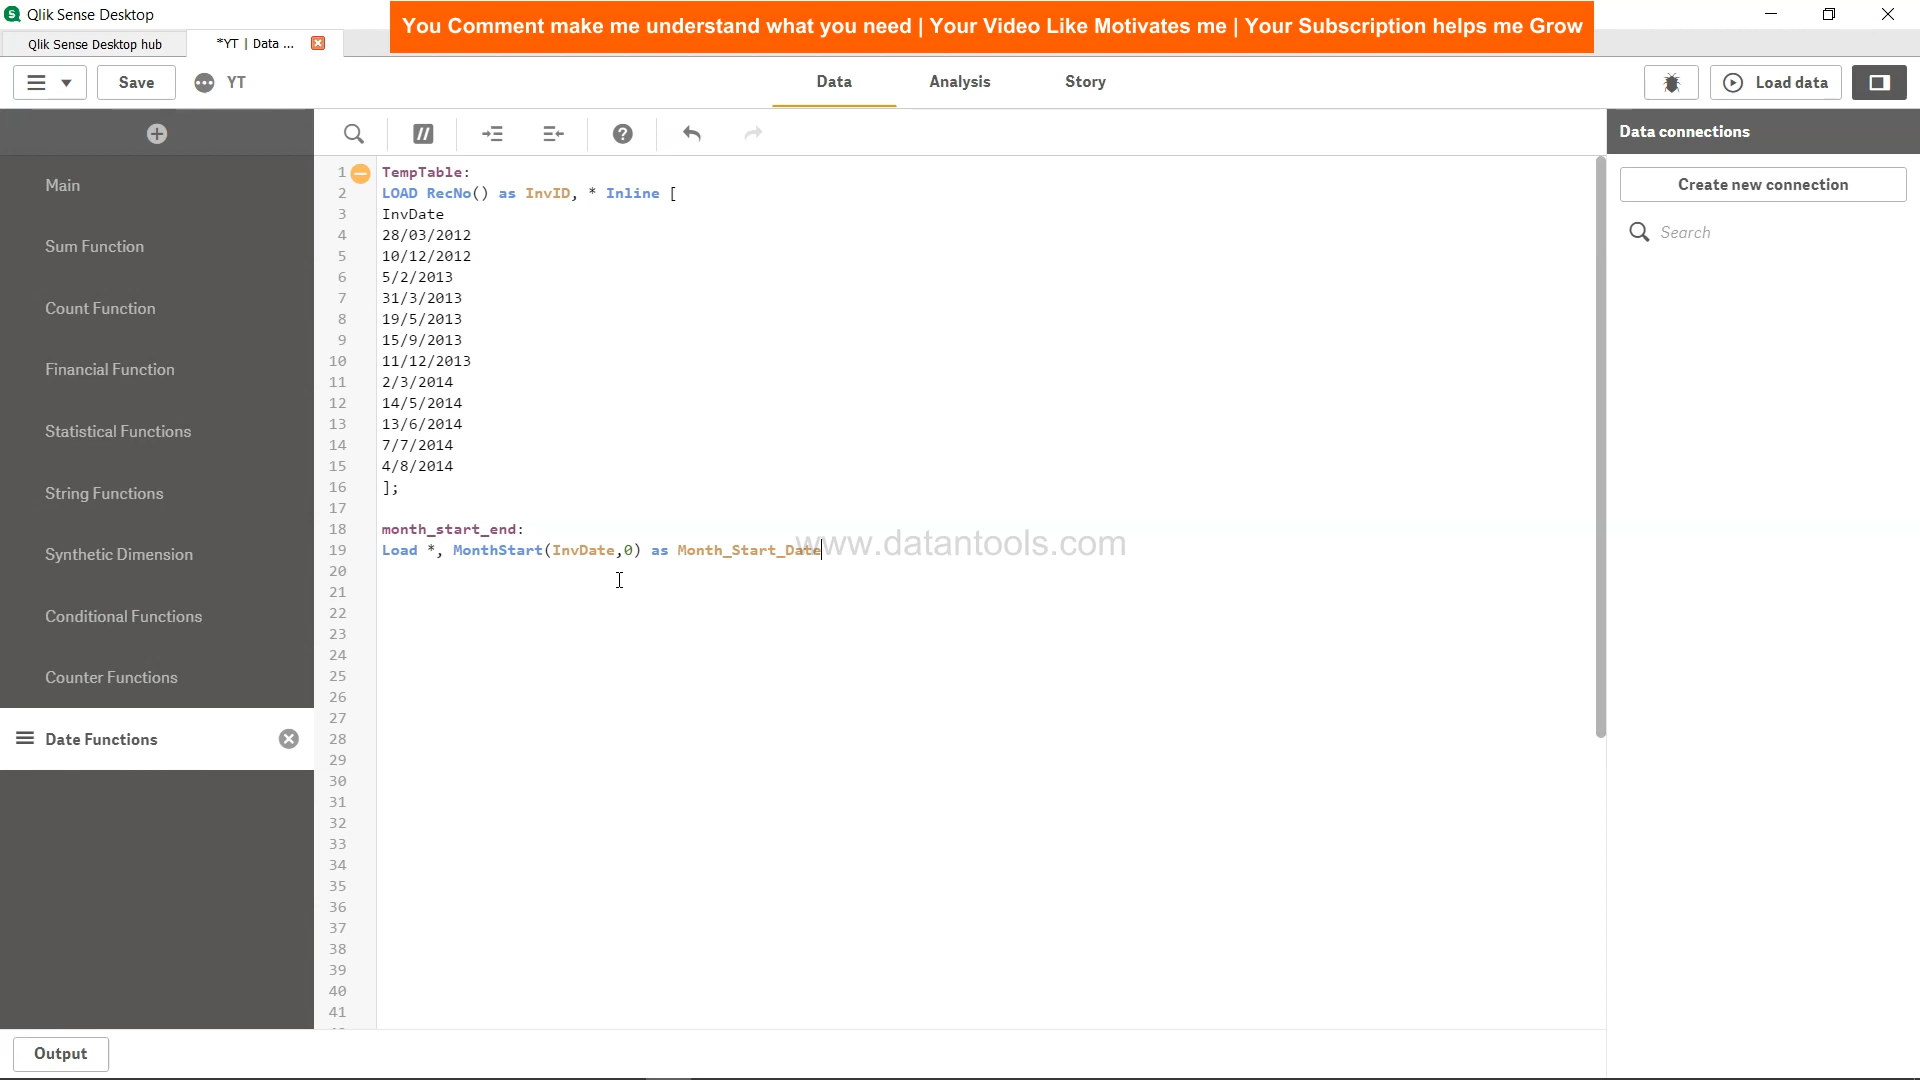 Qlik Sense Desktop
You Comment make me understand what you need | Your Video Like Motivates me | Your Subscription helps me Grow
Qlik Sense Desktop hub
*YT | Data ...
Save
YT
Data
Analysis
Story
Load data
Main
Sum Function
Count Function
Financial Function
Statistical Functions
String Functions
Synthetic Dimension
Conditional Functions
Counter Functions
Date Functions
1 TempTable:
2 LOAD RecNo() as InvID, * Inline [
3 InvDate
4 28/03/2012
5 10/12/2012
6 5/2/2013
7 31/3/2013
8 19/5/2013
9 15/9/2013
10 11/12/2013
11 2/3/2014
12 14/5/2014
13 13/6/2014
14 7/7/2014
15 4/8/2014
16 ];
17
18 month_start_end:
19 Load *, MonthStart(InvDate,0) as Month_Start_Date
www.datantools.com
20
21
22
23
24
25
26
27
28
29
30
31
32
33
34
35
36
37
38
39
40
41
Data connections
Create new connection
Search
Output